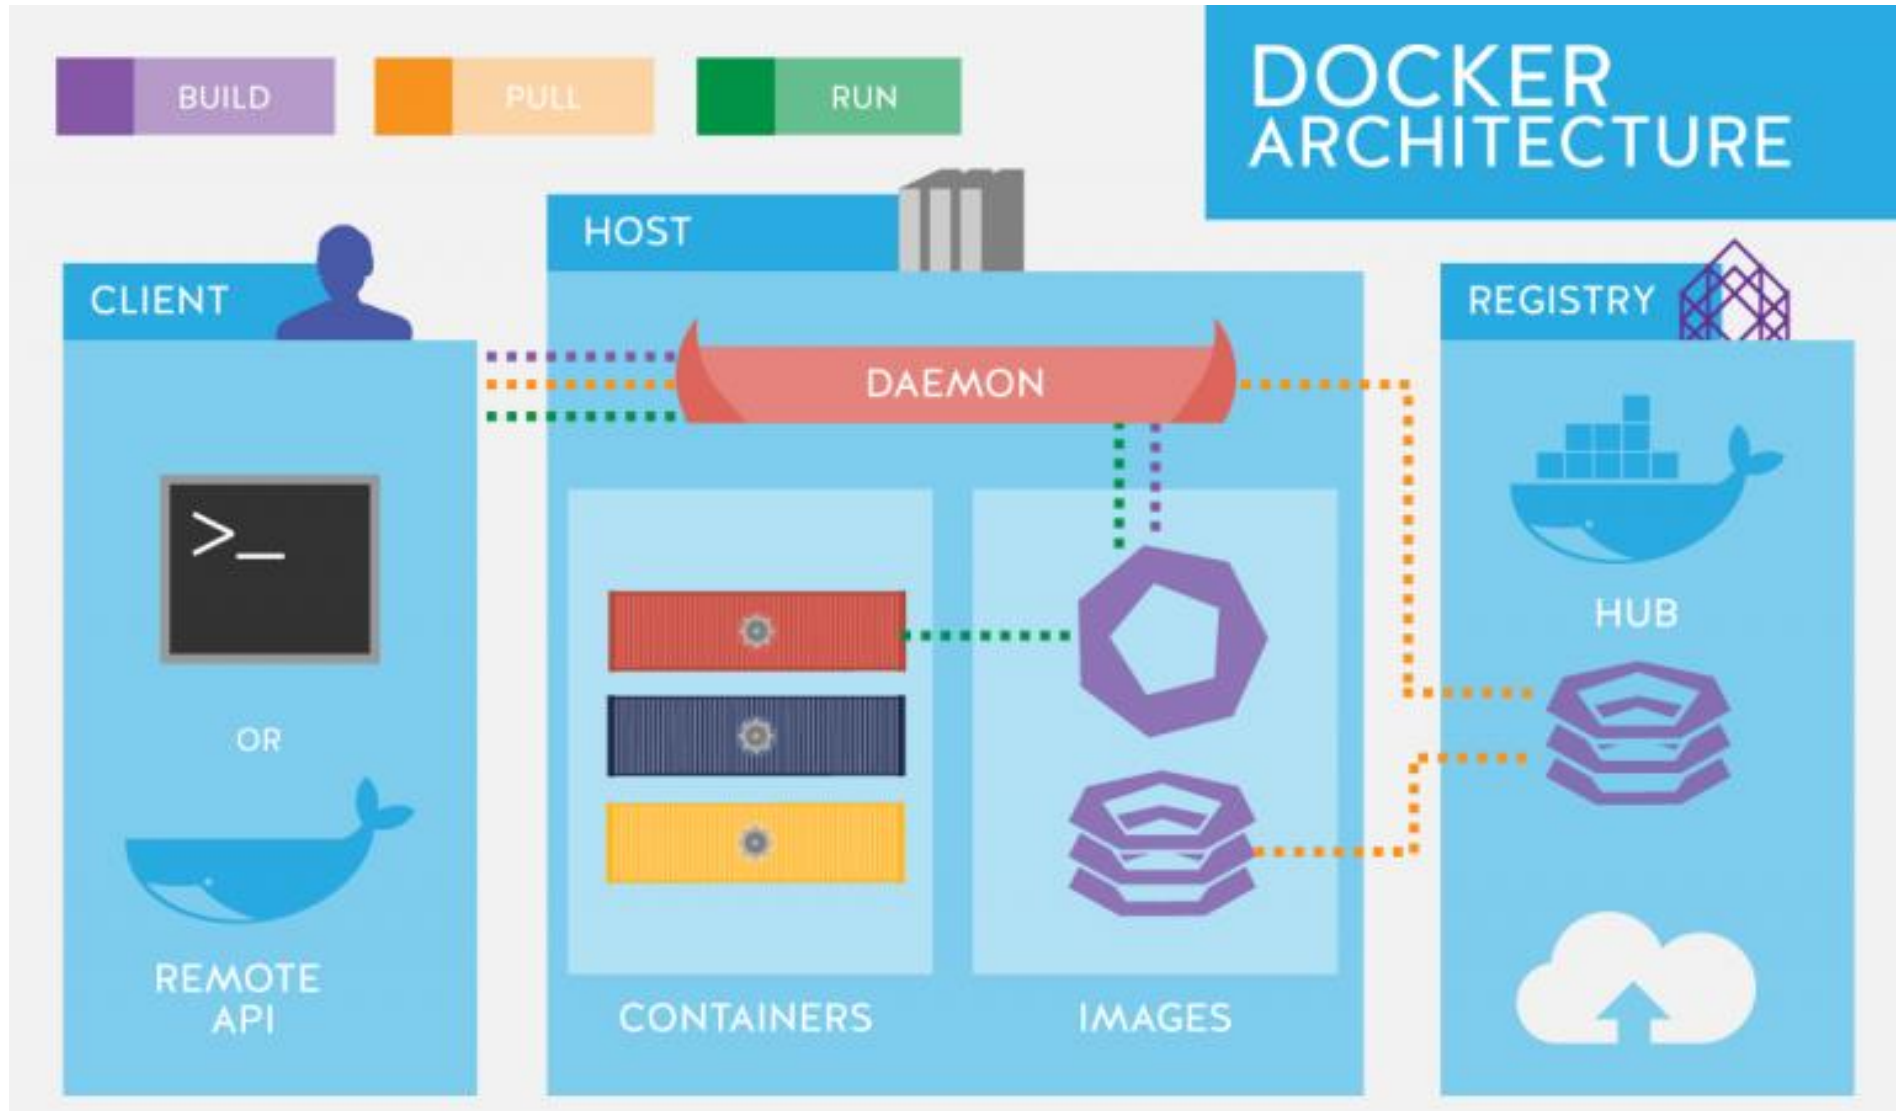 BUILD
PULL
RUN
DOCKER
ARCHITECTURE
CLIENT
HOST
REGISTRY
DAEMON
>_
OR
REMOTE
API
CONTAINERS
IMAGES
HUB